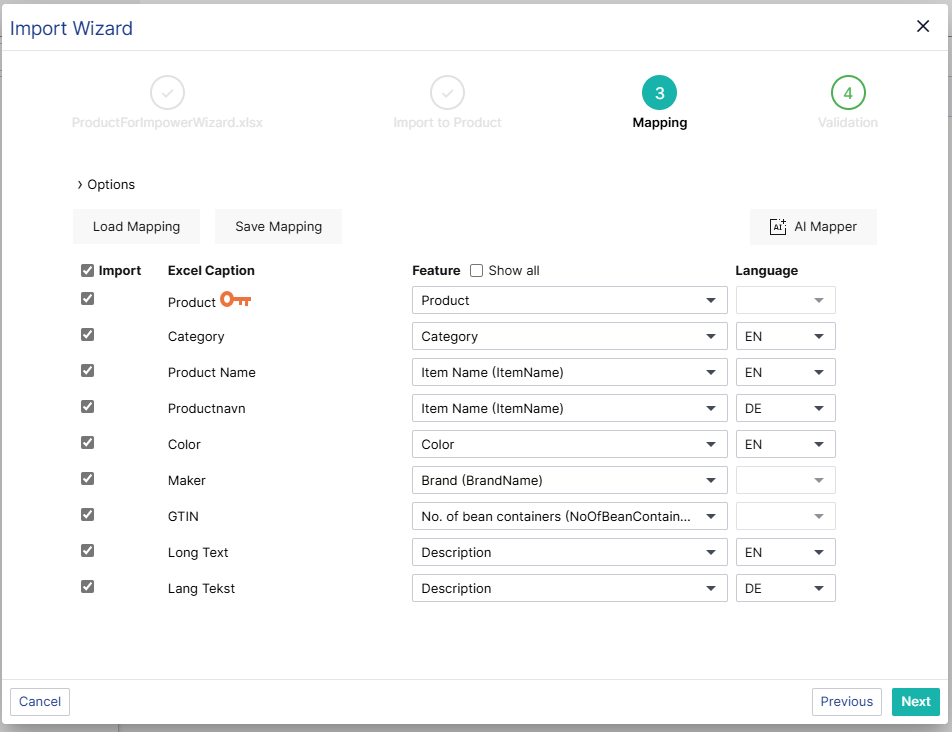 Import Wizard
3
4
ProductForImpowerWizard.xlsx
Import to Product
Mapping
Validation
Options
Load Mapping
Save Mapping
AI Mapper
Import Excel Caption Feature Show all Language
Product Product
Category Category EN
Product Name Item Name (ItemName) EN
Productnavn Item Name (ItemName) DE
Color Color EN
Maker Brand (BrandName)
GTIN No. of bean containers (NoOfBeanContain...
Long Text Description EN
Lang Tekst Description DE
Cancel
Previous
Next